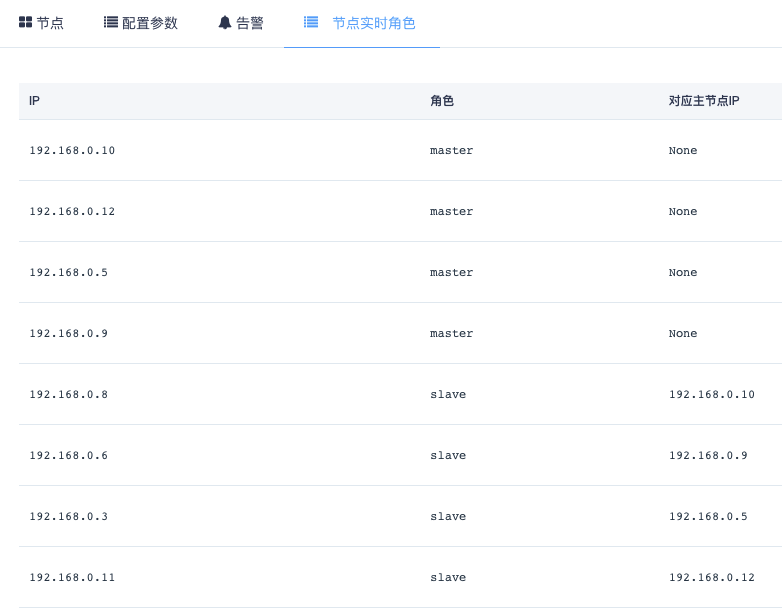 节点 配置参数 告警 节点实时角色
IP 角色 对应主节点IP
192.168.0.10 master None
192.168.0.12 master None
192.168.0.5 master None
192.168.0.9 master None
192.168.0.8 slave 192.168.0.10
192.168.0.6 slave 192.168.0.9
192.168.0.3 slave 192.168.0.5
192.168.0.11 slave 192.168.0.12